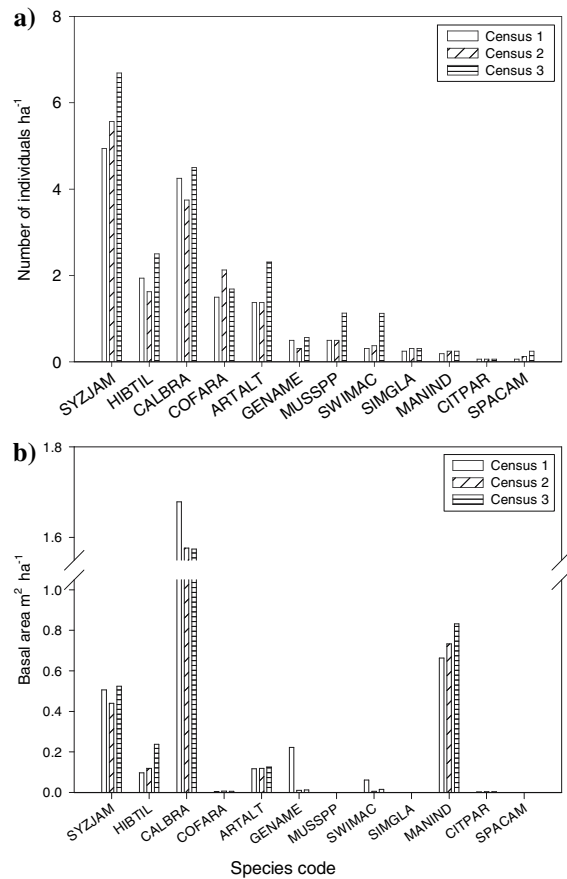 a)
8
6
4
2
0
Number of individuals ha⁻¹
Census 1
Census 2
Census 3
SYZJAM
HIBTIL
CALBRA
COFARA
ARTALT
GENAME
MUSSPP
SWIMAC
SIMGLA
MANIND
CITPAR
SPACAM
b)
1.8
1.6
1.0
0.8
0.6
0.4
0.2
0.0
Basal area m² ha⁻¹
Census 1
Census 2
Census 3
SYZJAM
HIBTIL
CALBRA
COFARA
ARTALT
GENAME
MUSSPP
SWIMAC
SIMGLA
MANIND
CITPAR
SPACAM
Species code